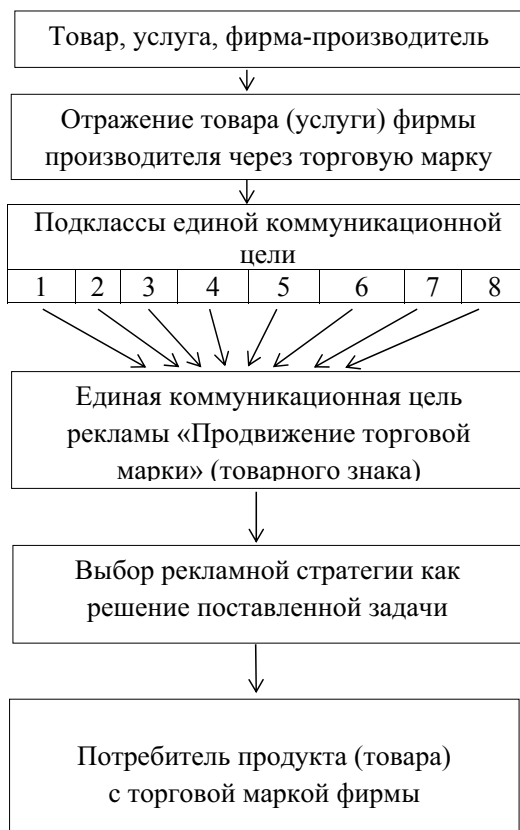 Товар, услуга, фирма-производитель
Отражение товара (услуги) фирмы
производителя через торговую марку
Подклассы единой коммуникационной
цели
1 2 3 4 5 6 7 8
Единая коммуникационная цель
рекламы «Продвижение торговой
марки» (товарного знака)
Выбор рекламной стратегии как
решение поставленной задачи
Потребитель продукта (товара)
с торговой маркой фирмы